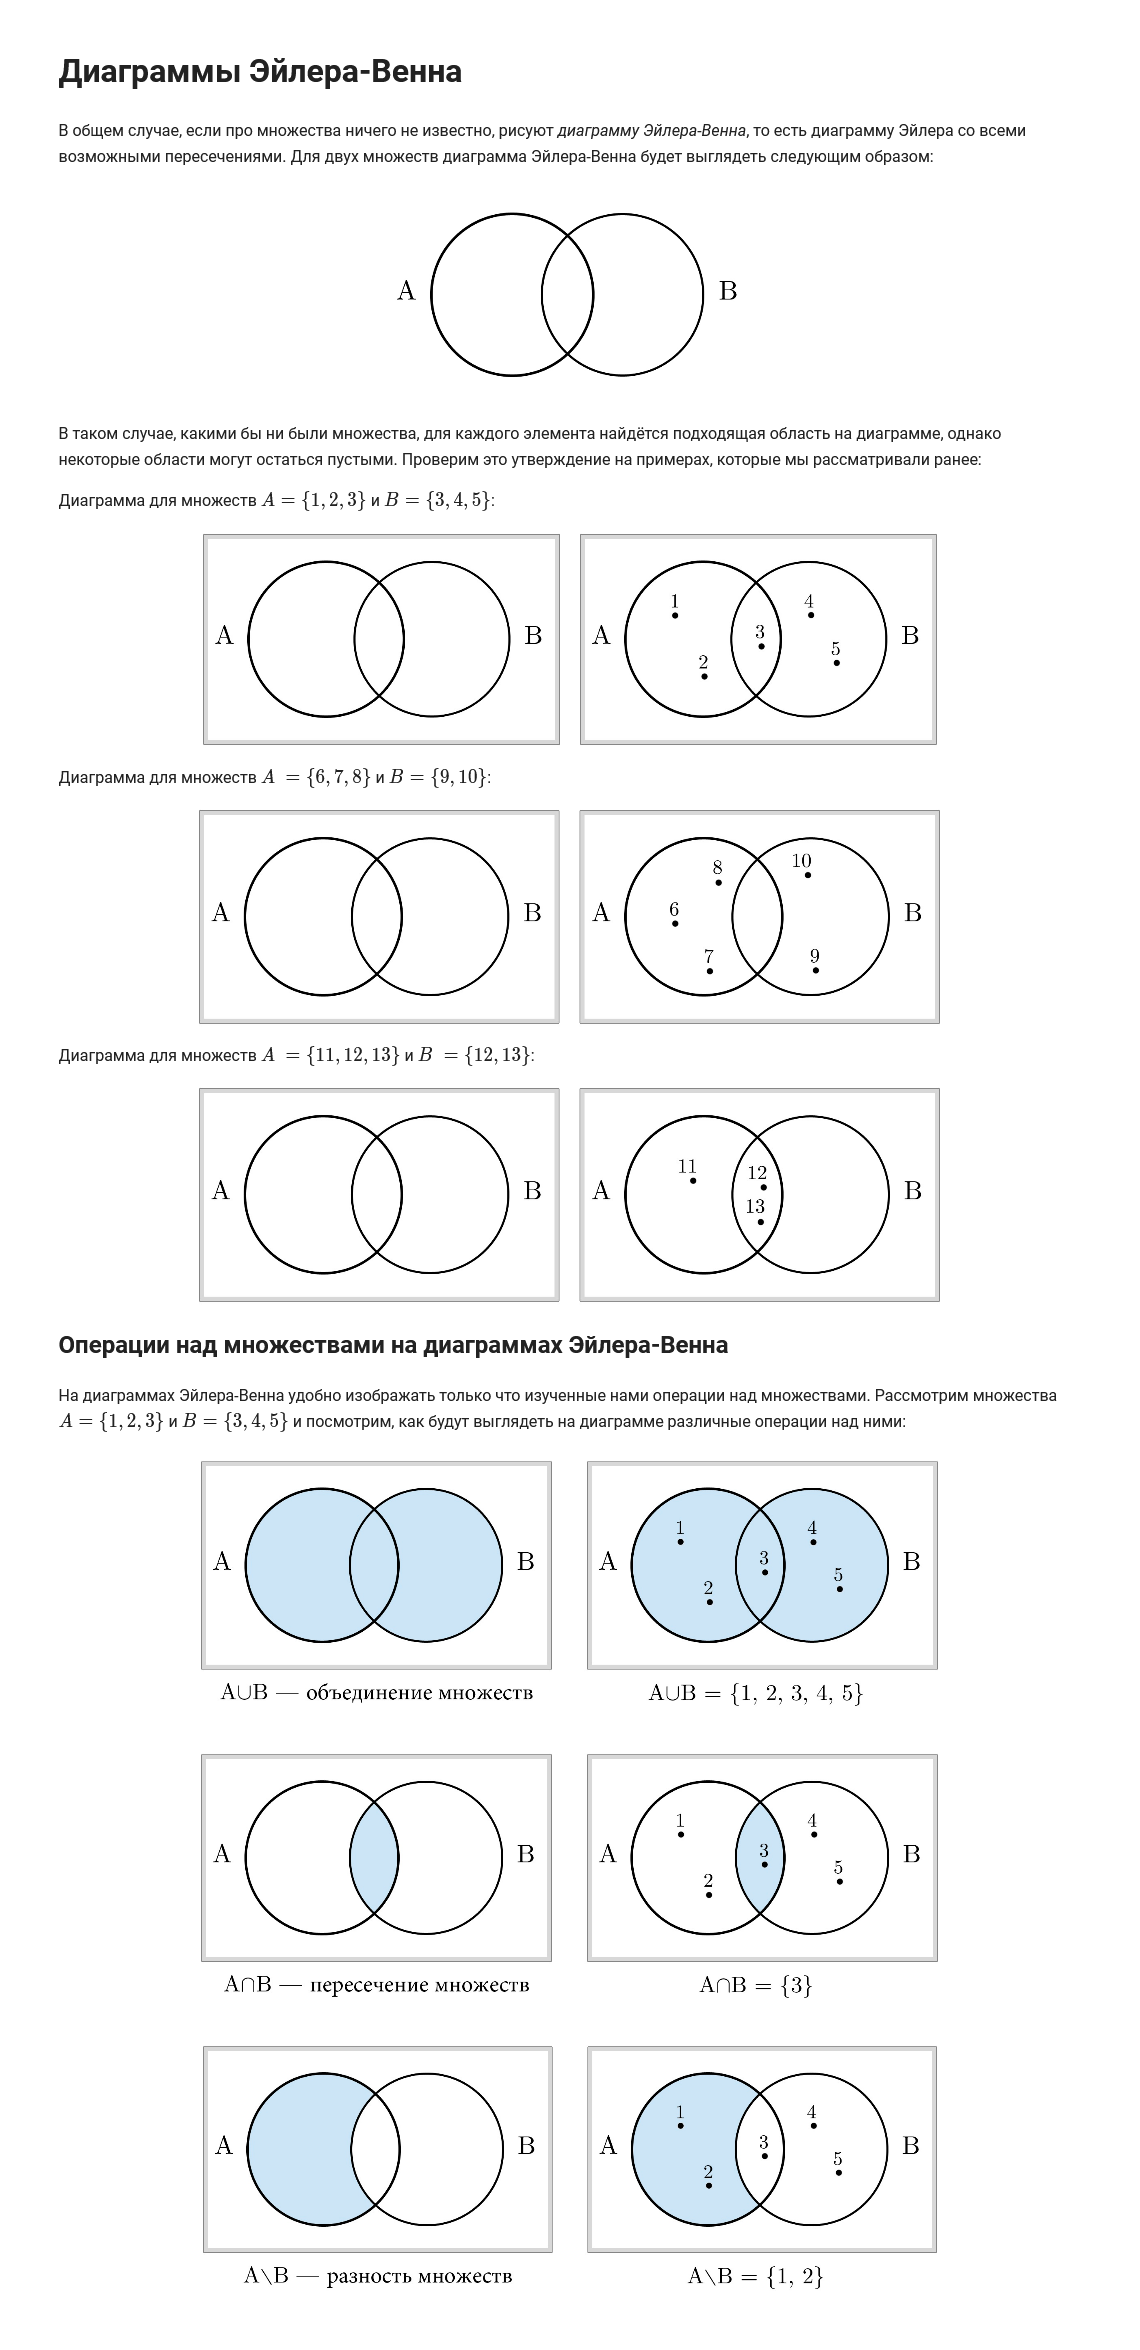 Диаграммы Эйлера-Венна
В общем случае, если про множества ничего не известно, рисуют диаграмму Эйлера-Венна, то есть диаграмму Эйлера со всеми
возможными пересечениями. Для двух множеств диаграмма Эйлера-Венна будет выглядеть следующим образом:
A B
В таком случае, какими бы ни были множества, для каждого элемента найдётся подходящая область на диаграмме, однако
некоторые области могут остаться пустыми. Проверим это утверждение на примерах, которые мы рассматривали ранее:
Диаграмма для множеств A = {1, 2, 3} и B = {3, 4, 5}:
A B
1 4
3
A B
5
2
Диаграмма для множеств A = {6, 7, 8} и B = {9, 10}:
A B
10
8
6
A B
7 9
Диаграмма для множеств A = {11, 12, 13} и B = {12, 13}:
A B
11 12
A B
13
Операции над множествами на диаграммах Эйлера-Венна
На диаграммах Эйлера-Венна удобно изображать только что изученные нами операции над множествами. Рассмотрим множества
A = {1, 2, 3} и B = {3, 4, 5} и посмотрим, как будут выглядеть на диаграмме различные операции над ними:
A B
1 4
A 3 B
2 5
A∪B — объединение множеств
A∪B = {1, 2, 3, 4, 5}
A B
1 4
A 3 B
2 5
A∩B — пересечение множеств
A∩B = {3}
A B
1 4
A 3 B
2 5
A\B — разность множеств
A\B = {1, 2}